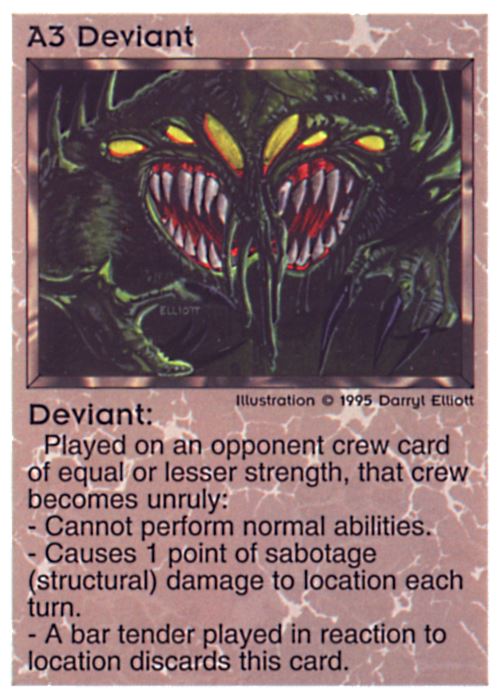 A3 Deviant
ELLIOTT
Illustration © 1995 Darryl Elliott
Deviant:
Played on an opponent crew card
of equal or lesser strength, that crew
becomes unruly:
- Cannot perform normal abilities.
- Causes 1 point of sabotage
(structural) damage to location each
turn.
- A bar tender played in reaction to
location discards this card.